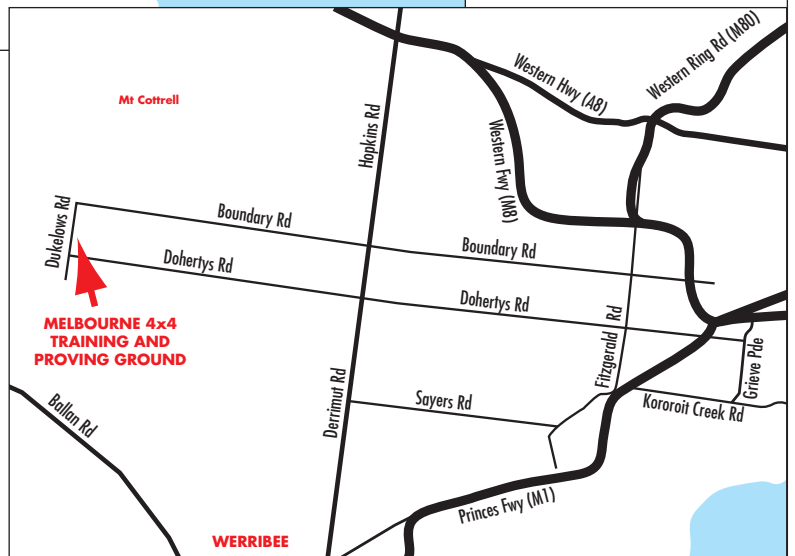 Western Ring Rd (M80)
Western Hwy (A8)
Mt Cottrell
Hopkins Rd
Western Fwy (M8)
Dukelows Rd
Boundary Rd
Boundary Rd
Dohertys Rd
Dohertys Rd
MELBOURNE 4x4
TRAINING AND
PROVING GROUND
Fitzgerald Rd
Grieve Pde
Derrimut Rd
Sayers Rd
Kororoit Creek Rd
Ballan Rd
Princes Fwy (M1)
WERRIBEE